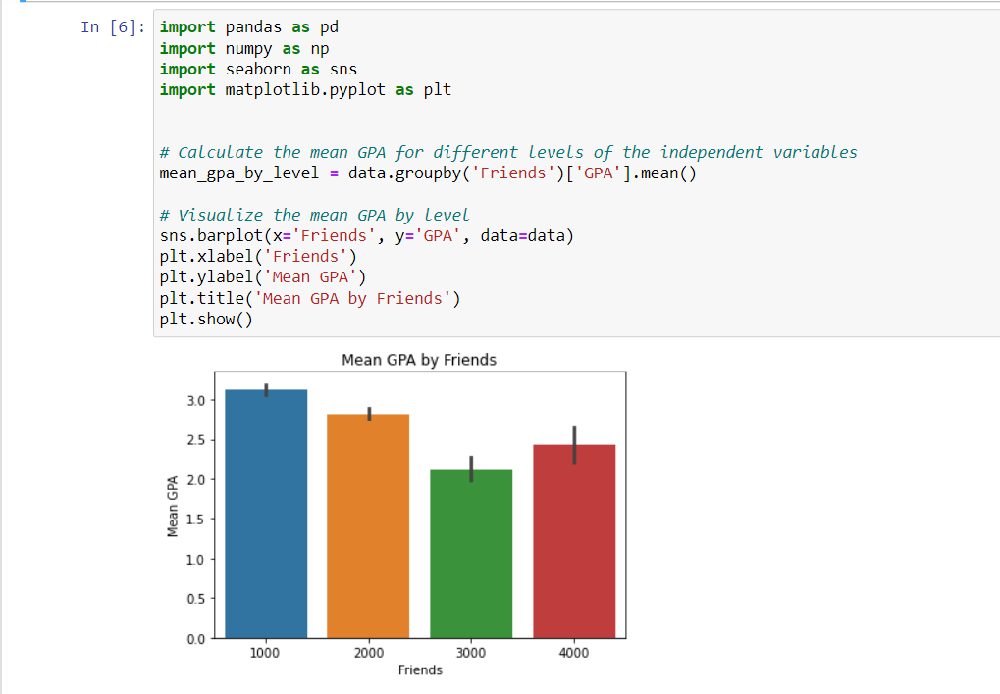 In [6]: import pandas as pd
import numpy as np
import seaborn as sns
import matplotlib.pyplot as plt
# Calculate the mean GPA for different levels of the independent variables
mean_gpa_by_level = data.groupby('Friends')['GPA'].mean()
# Visualize the mean GPA by level
sns.barplot(x='Friends', y='GPA', data=data)
plt.xlabel('Friends')
plt.ylabel('Mean GPA')
plt.title('Mean GPA by Friends')
plt.show()
Mean GPA by Friends
3.0
2.5
2.0
1.5
1.0
0.5
0.0
Mean GPA
1000 2000 3000 4000
Friends